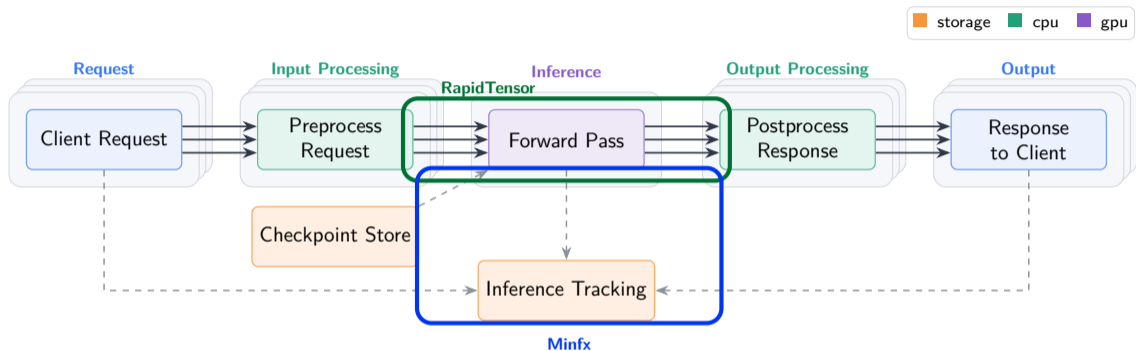 storage
cpu
gpu
Request
Input Processing
Inference
Output Processing
Output
RapidTensor
Client Request
Preprocess
Request
Forward Pass
Postprocess
Response
Response
to Client
Checkpoint Store
Inference Tracking
Minfx